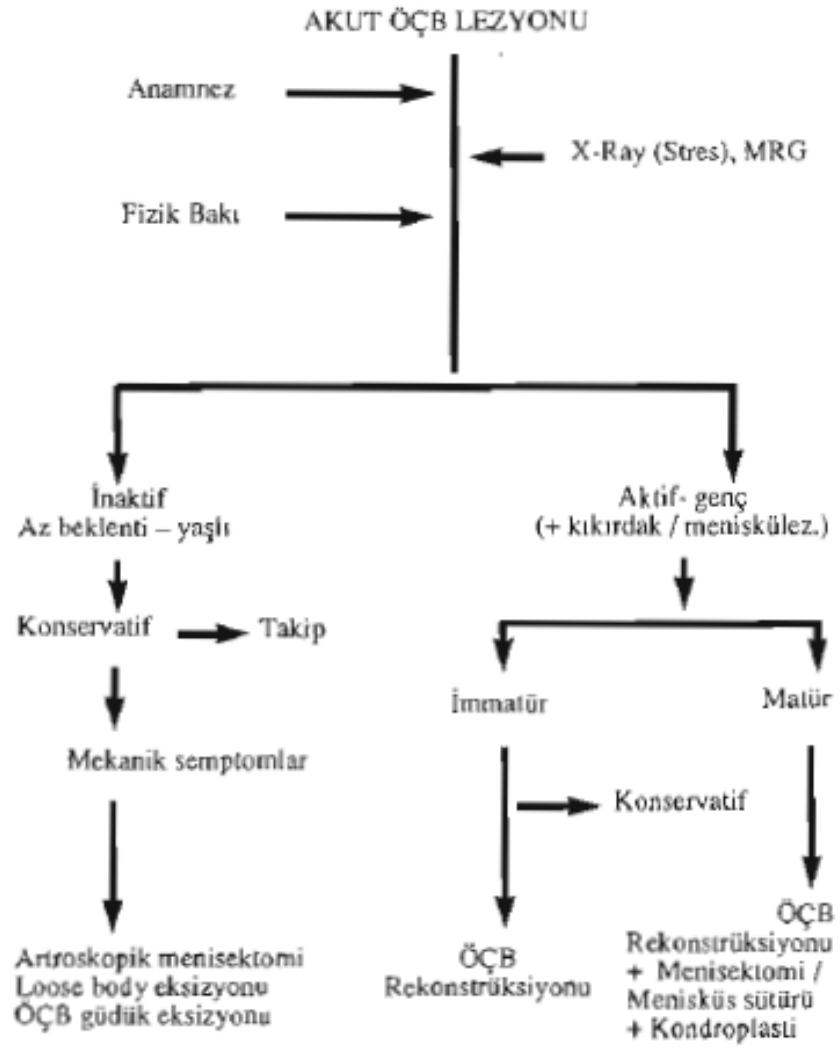 AKUT ÖÇB LEZYONU
Anamnez
X-Ray (Stres), MRG
Fizik Bakı
İnaktif
Az beklenti – yaşlı
Aktif- genç
(+ kıkırdak / meniskülez.)
Konservatif
Takip
İmmatür
Matür
Mekanik semptomlar
Konservatif
Artroskopik menisektomi
Loose body eksizyonu
ÖÇB güdük eksizyonu
ÖÇB
Rekonstrüksiyonu
ÖÇB
Rekonstrüksiyonu
+ Menisektomi /
Menisküs sütürü
+ Kondroplasti